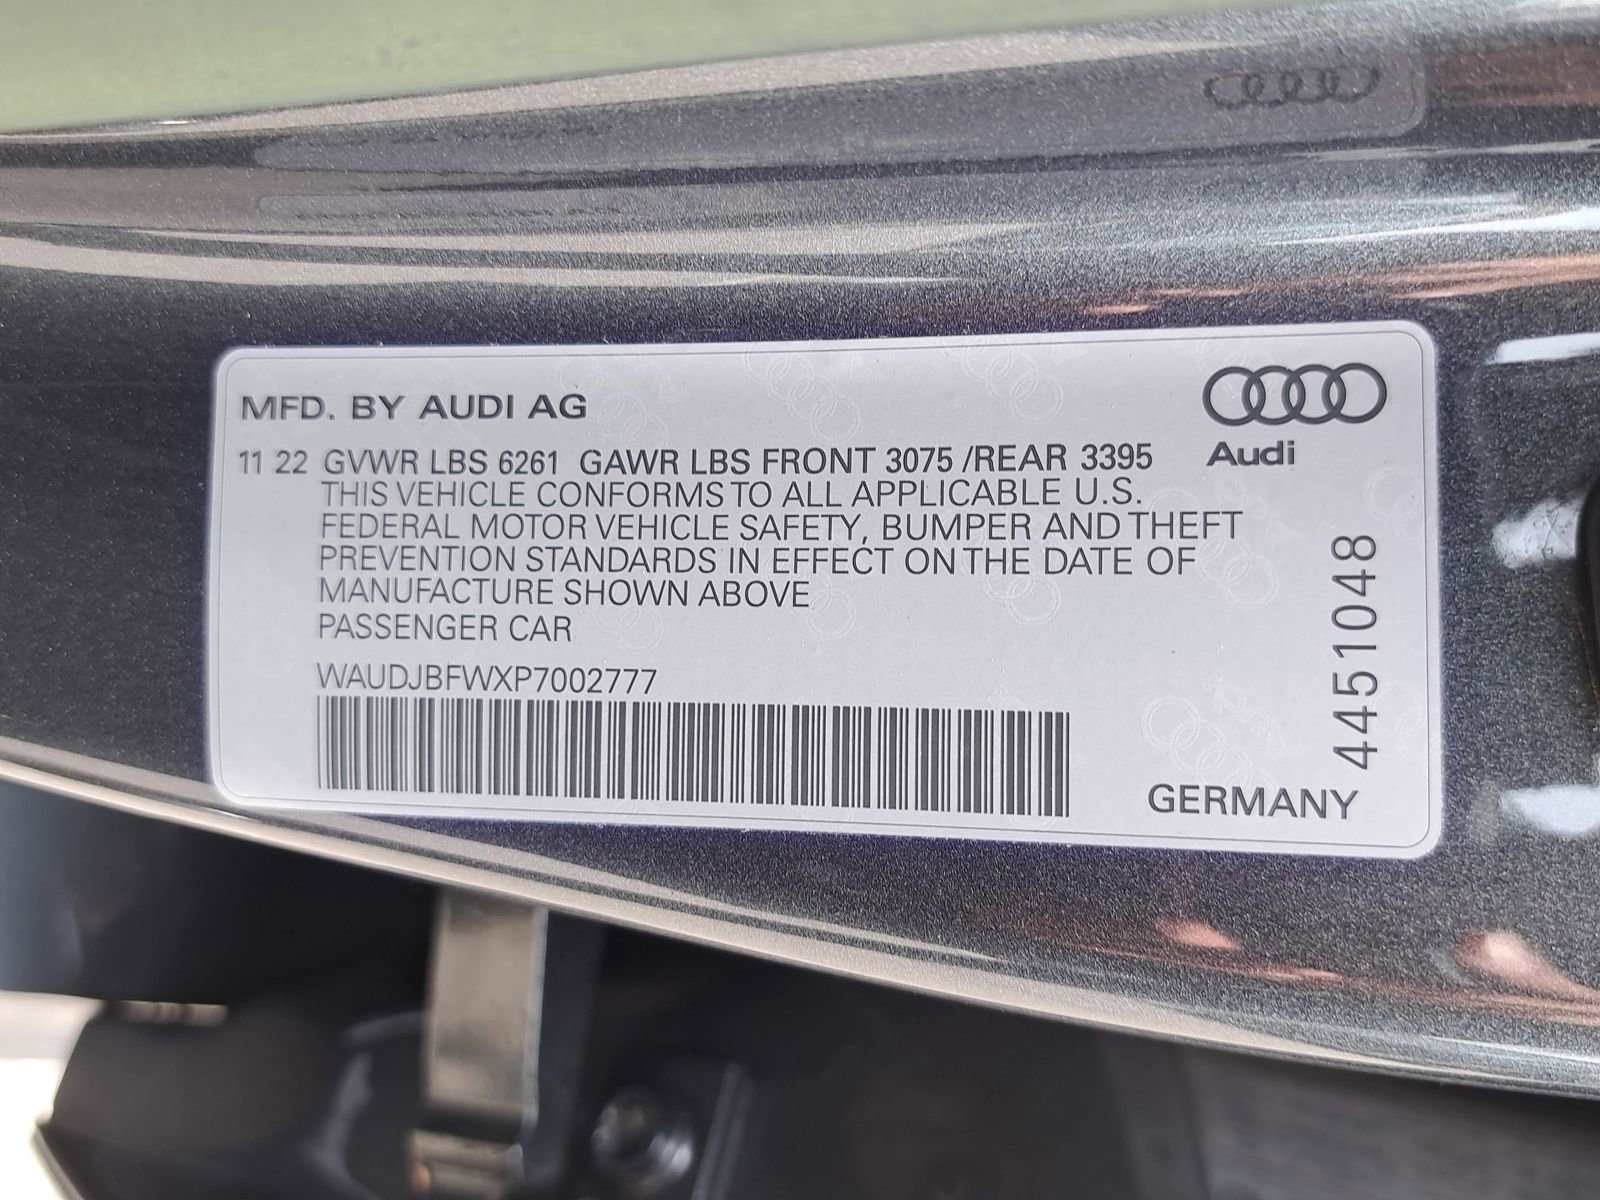 MFD. BY AUDI AG
Audi
11 22 GVWR LBS 6261 GAWR LBS FRONT 3075 /REAR 3395
THIS VEHICLE CONFORMS TO ALL APPLICABLE U.S.
FEDERAL MOTOR VEHICLE SAFETY, BUMPER AND THEFT
PREVENTION STANDARDS IN EFFECT ON THE DATE OF
MANUFACTURE SHOWN ABOVE
PASSENGER CAR
WAUDJBFWXP7002777
GERMANY
4451048